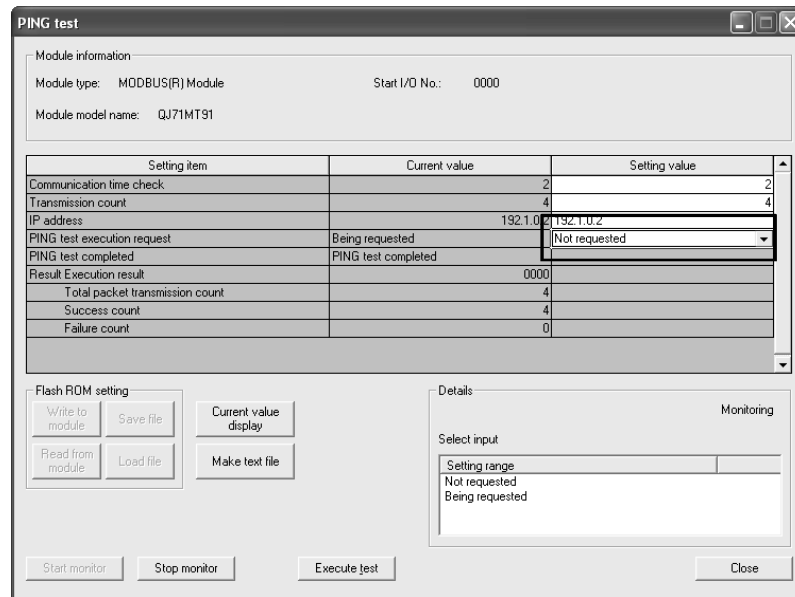 PING test
Module information
Module type: MODBUS(R) Module Start I/O No.: 0000
Module model name: QJ71MT91
Setting item Current value Setting value
Communication time check 2 2
Transmission count 4 4
IP address 192.1.0.2 192.1.0.2
PING test execution request Being requested Not requested
PING test completed PING test completed
Result Execution result 0000
Total packet transmission count 4
Success count 4
Failure count 0
Flash ROM setting
Write to module
Save file
Current value display
Read from module
Load file
Make text file
Details
Monitoring
Select input
Setting range
Not requested
Being requested
Start monitor Stop monitor Execute test Close